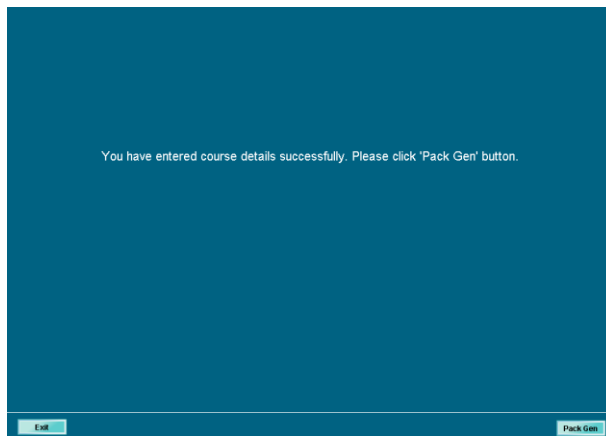 You have entered course details successfully. Please click 'Pack Gen' button.
Exit
Pack Gen